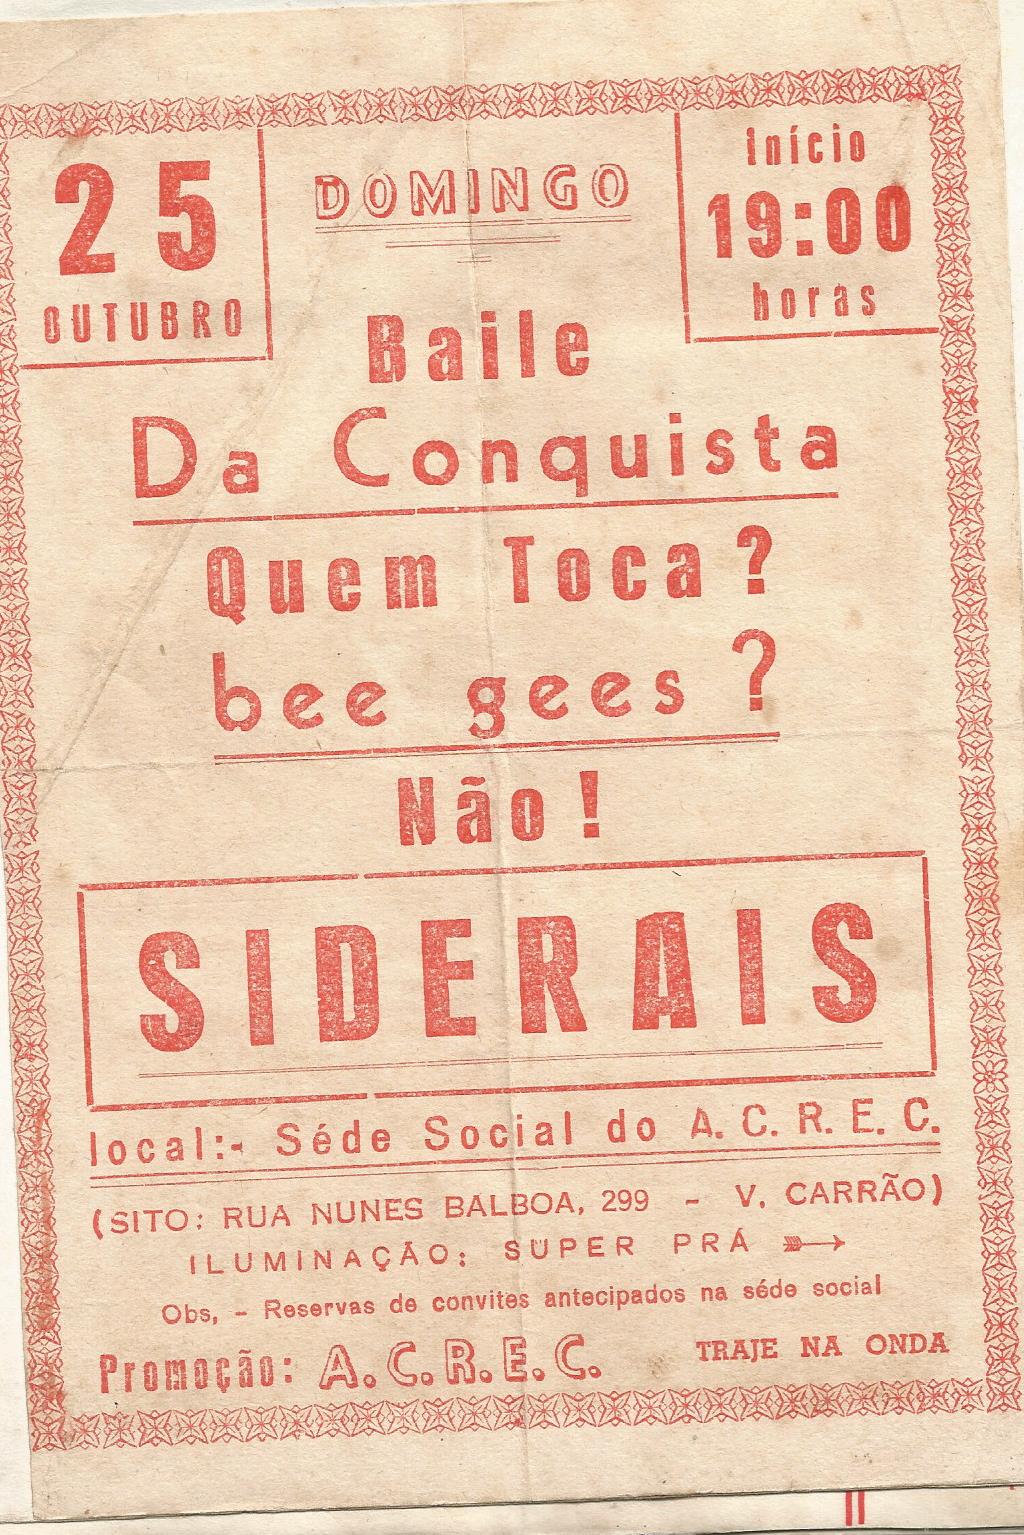 25
OUTUBRO
DOMINGO
Início
19:00
horas
Baile
Da Conquista
Quem Toca?
bee gees?
Não!
SIDERAIS
local:- Séde Social do A.C.R.E.C.
(SITO: RUA NUNES BALBOA, 299 - V. CARRÃO)
ILUMINAÇÃO: SUPER PRÁ
Obs, - Reservas de convites antecipados na séde social
Promoção: A.C.R.E.C.
TRAJE NA ONDA